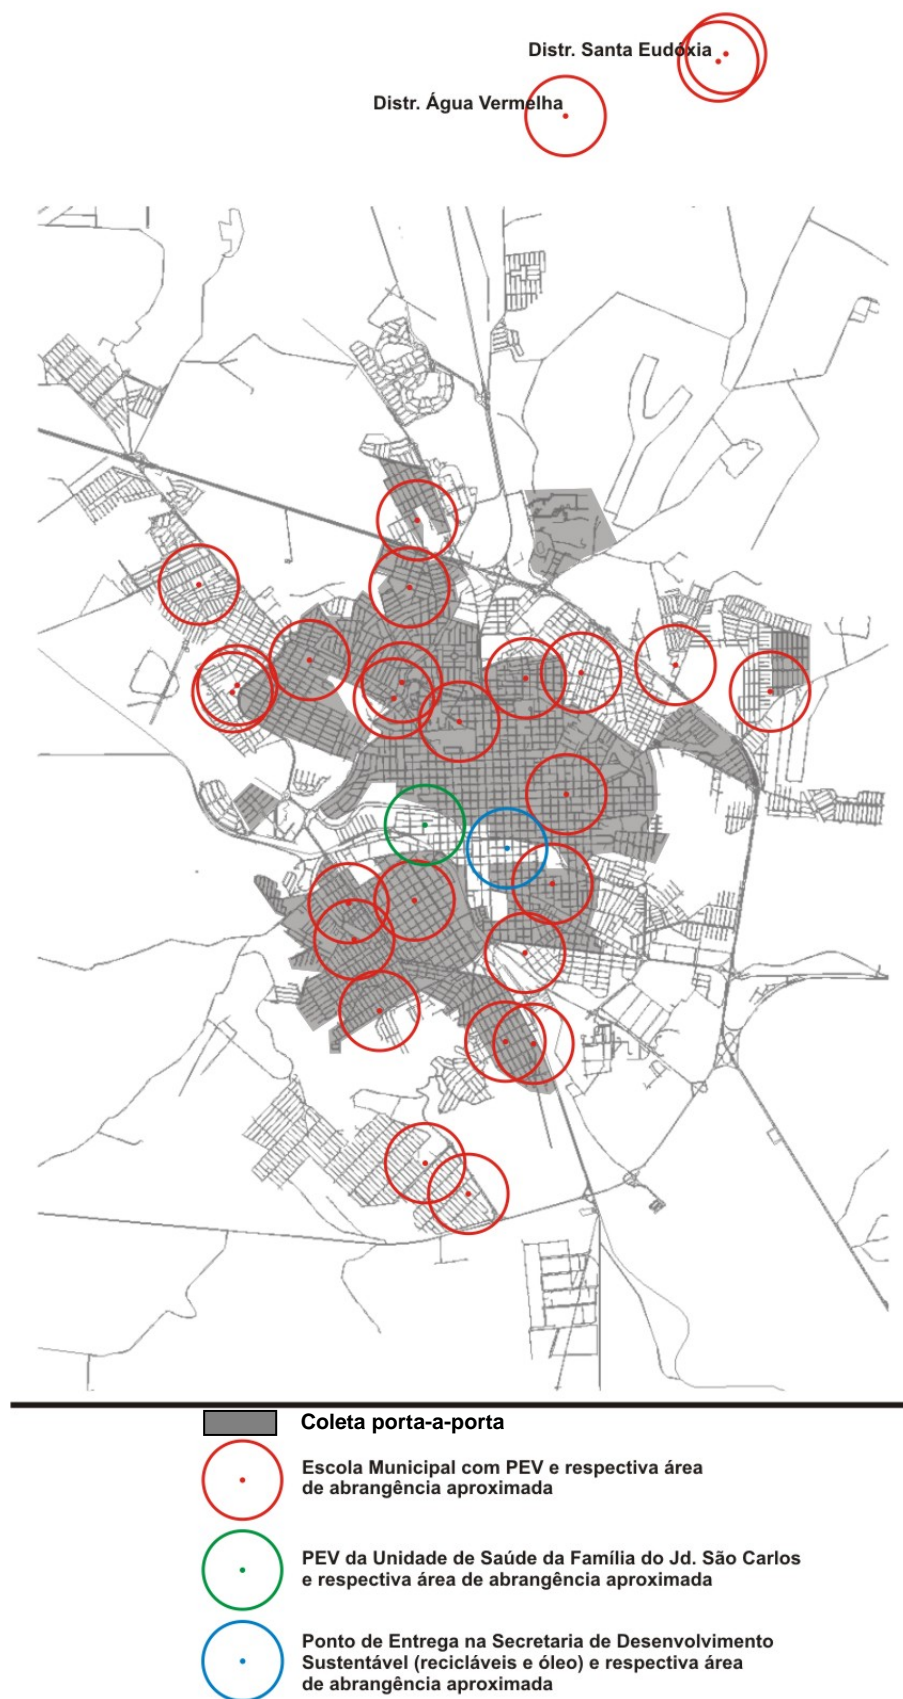 Distr. Santa Eudóxia
Distr. Água Vermelha
Coleta porta-a-porta
Escola Municipal com PEV e respectiva área
de abrangência aproximada
PEV da Unidade de Saúde da Família do Jd. São Carlos
e respectiva área de abrangência aproximada
Ponto de Entrega na Secretaria de Desenvolvimento
Sustentável (recicláveis e óleo) e respectiva área
de abrangência aproximada